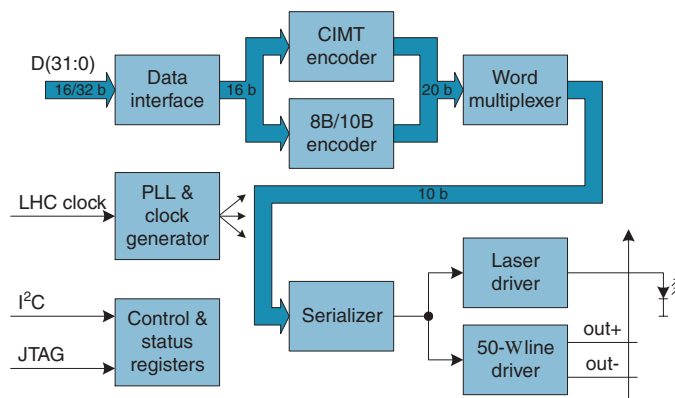 D(31:0)
16/32 b
Data
interface
16 b
CIMT
encoder
8B/10B
encoder
20 b
Word
multiplexer
10 b
LHC clock
PLL &
clock
generator
I²C
JTAG
Control &
status
registers
Serializer
Laser
driver
50-Wline
driver
out+
out-